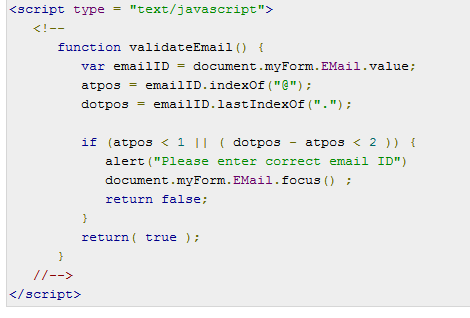 <script type = "text/javascript">
<!--
function validateEmail() {
var emailID = document.myForm.EMail.value;
atpos = emailID.indexOf("@");
dotpos = emailID.lastIndexOf(".");
if (atpos < 1 || ( dotpos - atpos < 2 )) {
alert("Please enter correct email ID")
document.myForm.EMail.focus() ;
return false;
}
return( true );
}
//-->
</script>